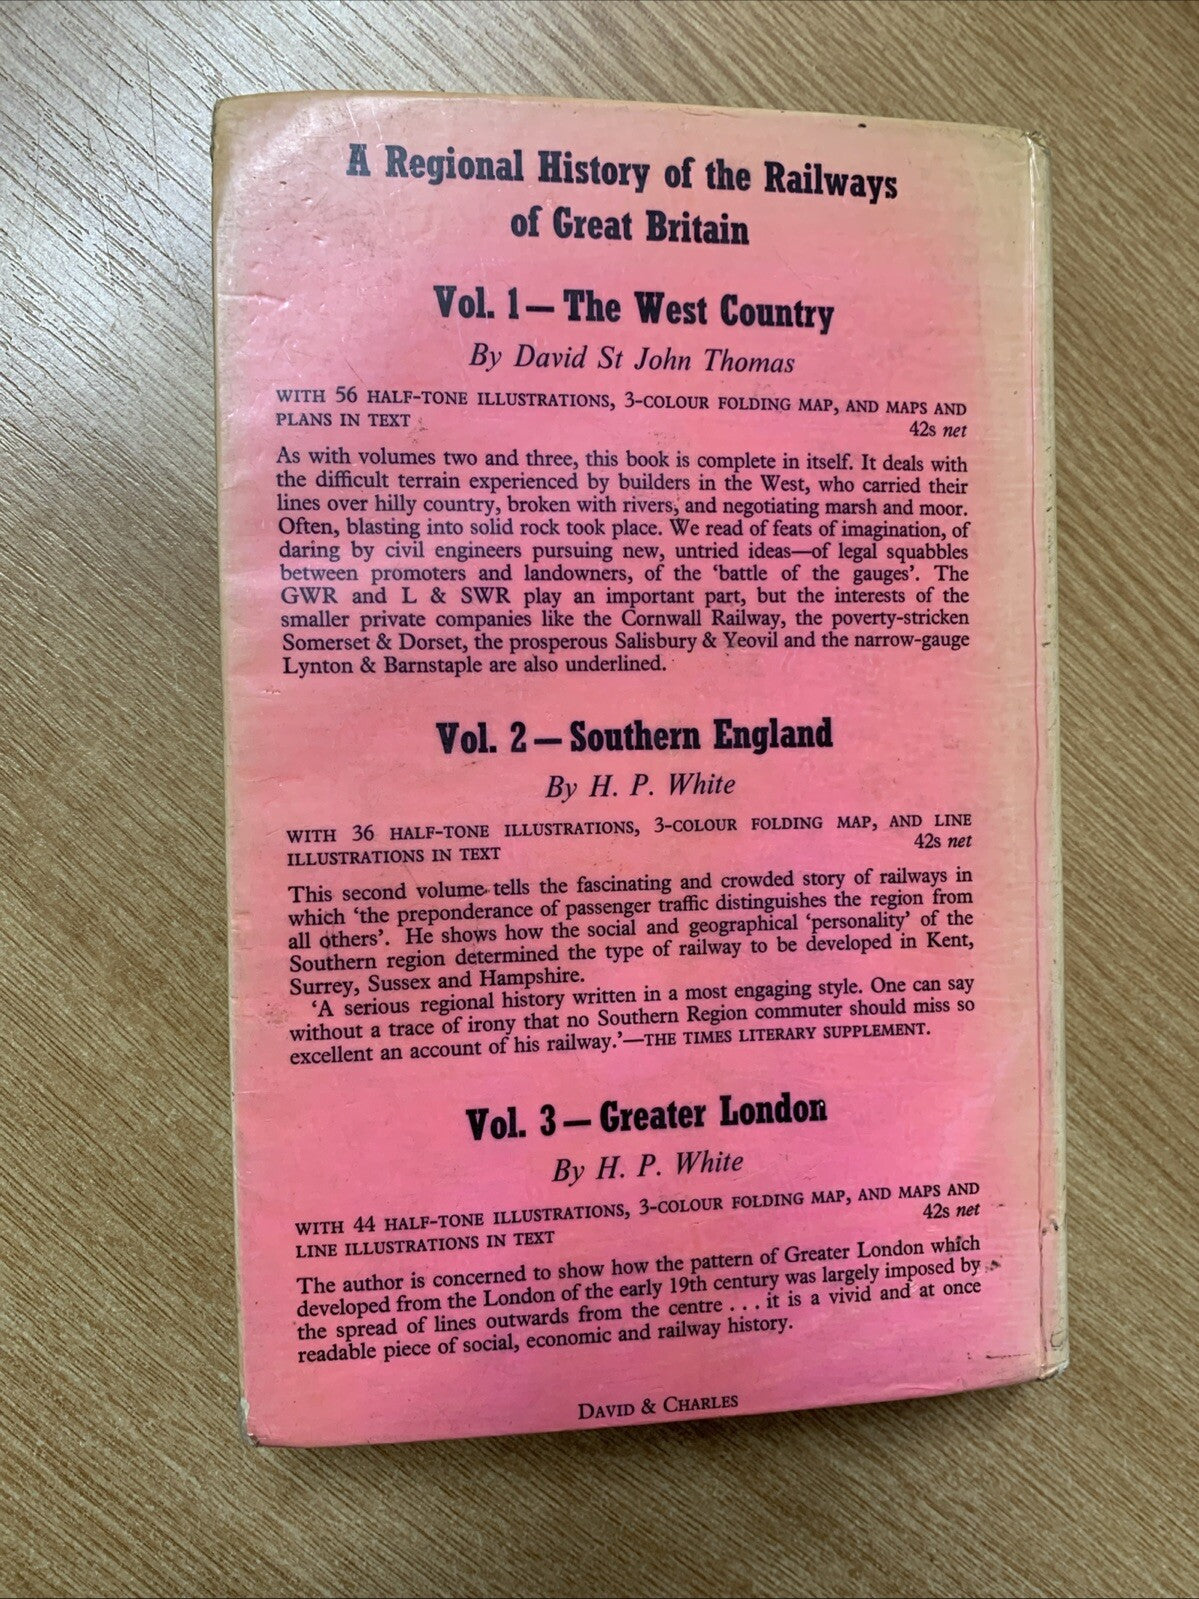 A Regional History of the Railways
of Great Britain
Vol. 1 — The West Country
By David St John Thomas
WITH 56 HALF-TONE ILLUSTRATIONS, 3-COLOUR FOLDING MAP, AND MAPS AND
PLANS IN TEXT
42s net
As with volumes two and three, this book is complete in itself. It deals with
the difficult terrain experienced by builders in the West, who carried their
lines over hilly country, broken with rivers, and negotiating marsh and moor.
Often, blasting into solid rock took place. We read of feats of imagination, of
daring by civil engineers pursuing new, untried ideas—of legal squabbles
between promoters and landowners, of the ‘battle of the gauges’. The
GWR and L & SWR play an important part, but the interests of the
smaller private companies like the Cornwall Railway, the poverty-stricken
Somerset & Dorset, the prosperous Salisbury & Yeovil and the narrow-gauge
Lynton & Barnstaple are also underlined.
Vol. 2 — Southern England
By H. P. White
WITH 36 HALF-TONE ILLUSTRATIONS, 3-COLOUR FOLDING MAP, AND LINE
ILLUSTRATIONS IN TEXT
42s net
This second volume tells the fascinating and crowded story of railways in
which ‘the preponderance of passenger traffic distinguishes the region from
all others’. He shows how the social and geographical ‘personality’ of the
Southern region determined the type of railway to be developed in Kent,
Surrey, Sussex and Hampshire.
‘A serious regional history written in a most engaging style. One can say
without a trace of irony that no Southern Region commuter should miss so
excellent an account of his railway.’—THE TIMES LITERARY SUPPLEMENT.
Vol. 3 — Greater London
By H. P. White
WITH 44 HALF-TONE ILLUSTRATIONS, 3-COLOUR FOLDING MAP, AND MAPS AND
LINE ILLUSTRATIONS IN TEXT
42s net
The author is concerned to show how the pattern of Greater London which
developed from the London of the early 19th century was largely imposed by
the spread of lines outwards from the centre . . . it is a vivid and at once
readable piece of social, economic and railway history.
DAVID & CHARLES